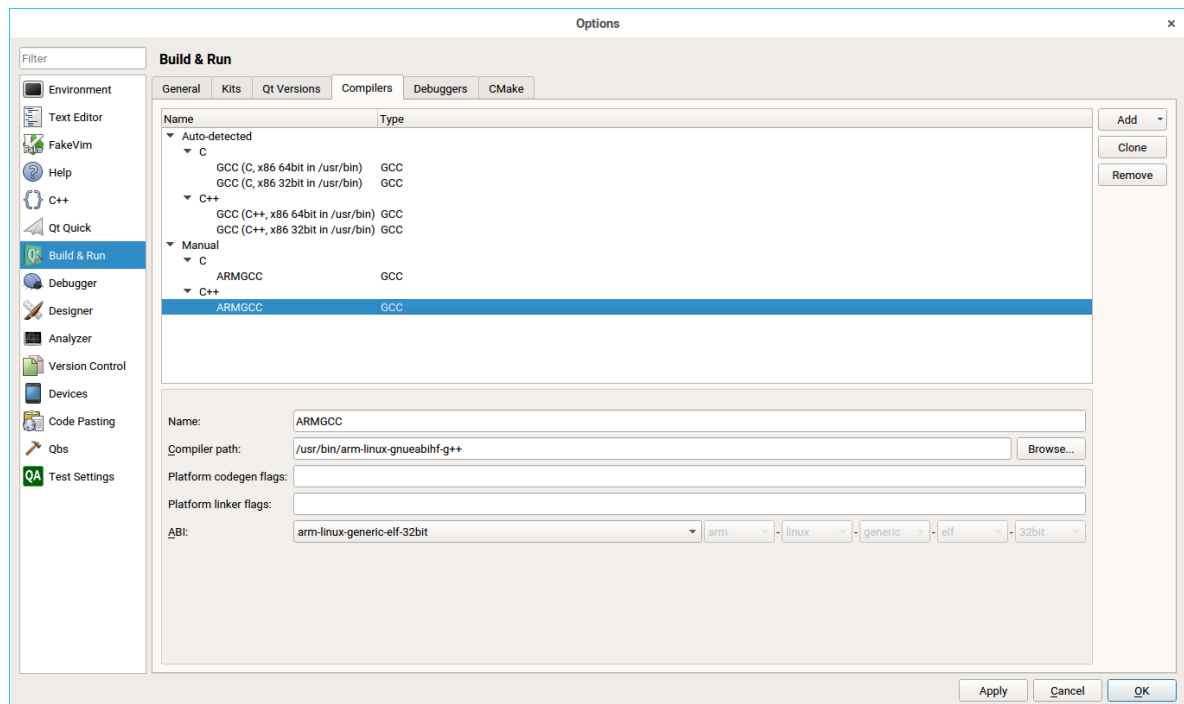 Options
Filter
Environment
Text Editor
FakeVim
Help
C++
Qt Quick
Build & Run
Debugger
Designer
Analyzer
Version Control
Devices
Code Pasting
Qbs
QA Test Settings
Build & Run
General Kits Qt Versions Compilers Debuggers CMake
Name Type
Auto-detected
C
GCC (C, x86 64bit in /usr/bin) GCC
GCC (C, x86 32bit in /usr/bin) GCC
C++
GCC (C++, x86 64bit in /usr/bin) GCC
GCC (C++, x86 32bit in /usr/bin) GCC
Manual
C
ARMGCC GCC
C++
ARMGCC GCC
Add
Clone
Remove
Name: ARMGCC
Compiler path: /usr/bin/arm-linux-gnueabihf-g++ Browse...
Platform codegen flags:
Platform linker flags:
ABI: arm-linux-generic-elf-32bit arm - linux - generic - elf - 32bit
Apply Cancel OK